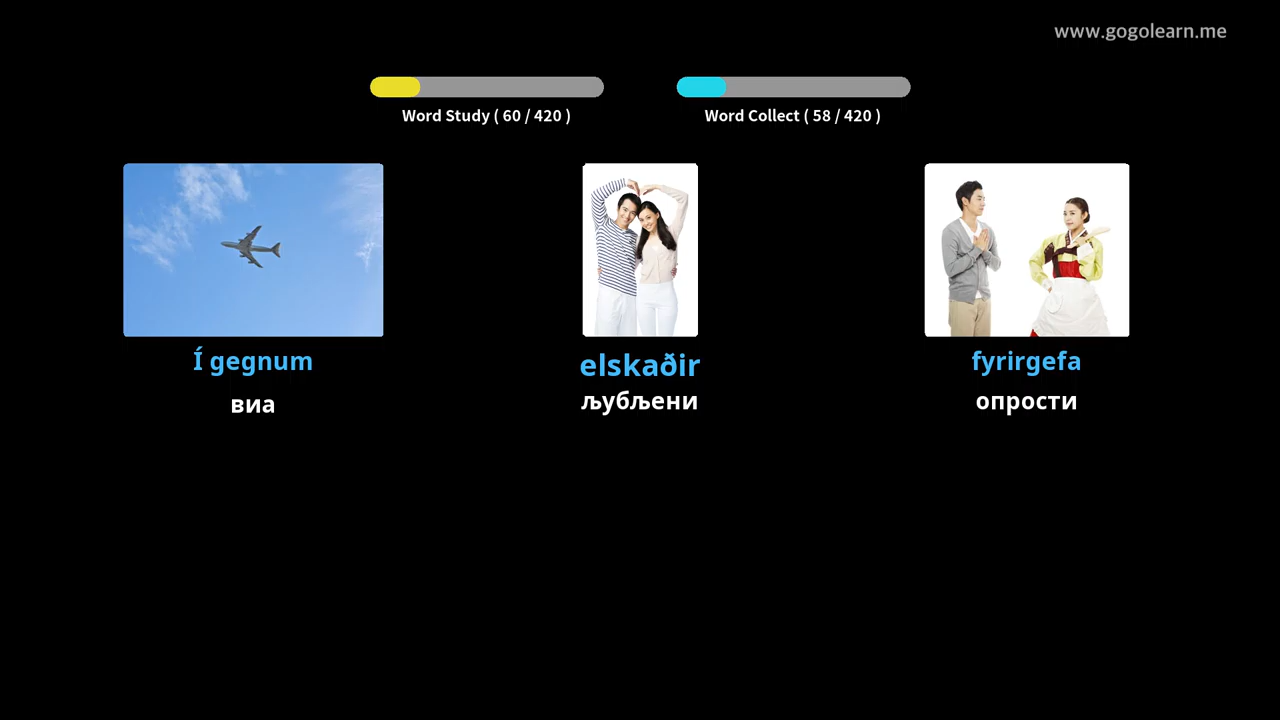 www.gogolearn.me
Word Study ( 60 / 420 )
Word Collect ( 58 / 420 )
Í gegnum
виа
elskaðir
љубљени
fyrirgefa
опрости